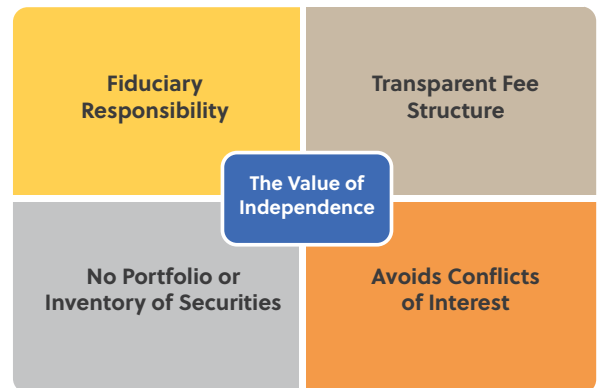 Fiduciary
Responsibility
Transparent Fee
Structure
The Value of
Independence
No Portfolio or
Inventory of Securities
Avoids Conflicts
of Interest